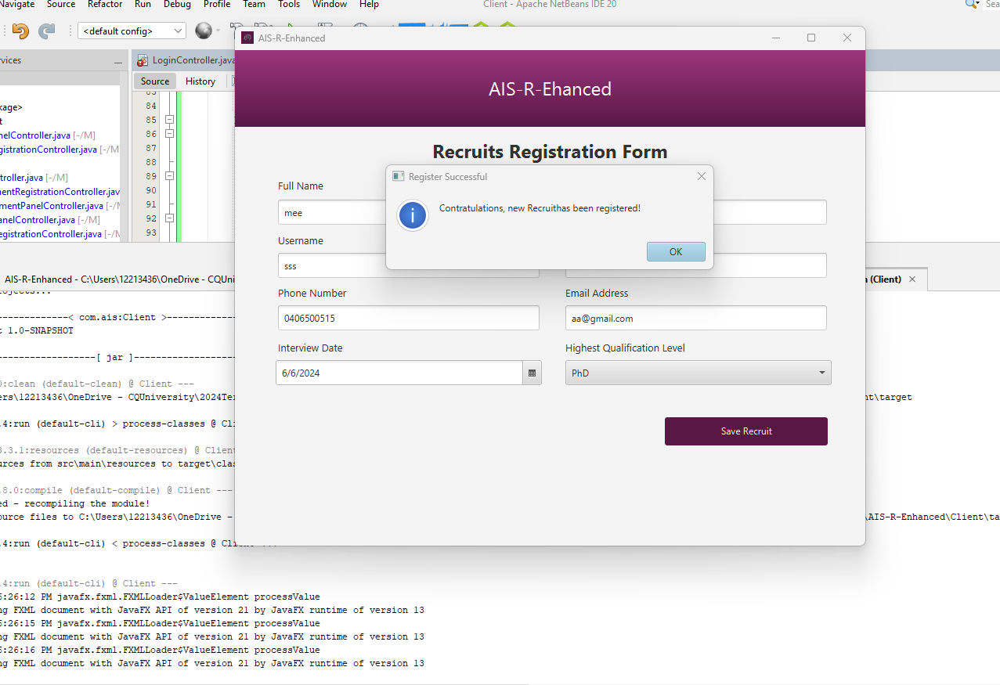 Navigate Source Refactor Run Debug Profile Team Tools Window Help Client - Apache NetBeans IDE 20 Sea
<default config>
AIS-R-Enhanced
rvices LoginController.java
Source History
AIS-R-Ehanced
83
84
85
86
87
88
89
90
91
92
93
kage>
t
nelController.java [-/M]
gistrationController.java [-/M
troller.java [-/M]
mentRegistrationController.jav
mentPanelController.java [-/M
anelController.java [-/M]
egistrationController.java [-/M
Recruits Registration Form
Register Successful
Full Name
Contratulations, new Recruithas been registered!
mee
Username
OK
sss
Phone Number Email Address
0406500515 aa@gmail.com
Interview Date Highest Qualification Level
6/6/2024 PhD
Save Recruit
AIS-R-Enhanced - C:\Users\12213436\OneDrive - CQUni (Client)
ojects...
-------------< com.ais:Client >-------------
t 1.0-SNAPSHOT
------------------[ jar ]-------------------
:clean (default-clean) @ Client ---
ers\12213436\OneDrive - CQUniversity\2024Ter nt\target
.4:run (default-cli) > process-classes @ Cli
3.3.1:resources (default-resources) @ Client
urces from src\main\resources to target\clas
.8.0:compile (default-compile) @ Client ---
ed - recompiling the module!
ource files to C:\Users\12213436\OneDrive - \AIS-R-Enhanced\Client\ta
.4:run (default-cli) < process-classes @ Client ---
.4:run (default-cli) @ Client ---
5:26:12 PM javafx.fxml.FXMLLoader$ValueElement processValue
ng FXML document with JavaFX API of version 21 by JavaFX runtime of version 13
5:26:15 PM javafx.fxml.FXMLLoader$ValueElement processValue
ng FXML document with JavaFX API of version 21 by JavaFX runtime of version 13
5:26:16 PM javafx.fxml.FXMLLoader$ValueElement processValue
ng FXML document with JavaFX API of version 21 by JavaFX runtime of version 13